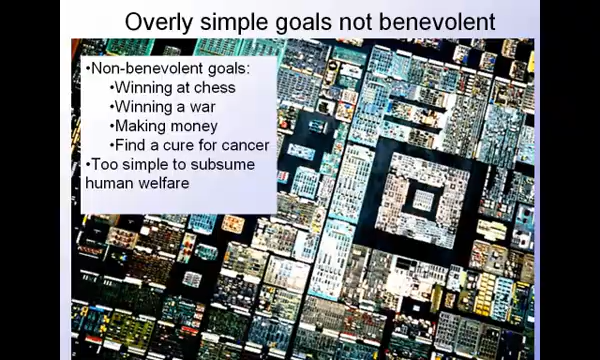 Overly simple goals not benevolent
•Non-benevolent goals:
•Winning at chess
•Winning a war
•Making money
•Find a cure for cancer
•Too simple to subsume
human welfare